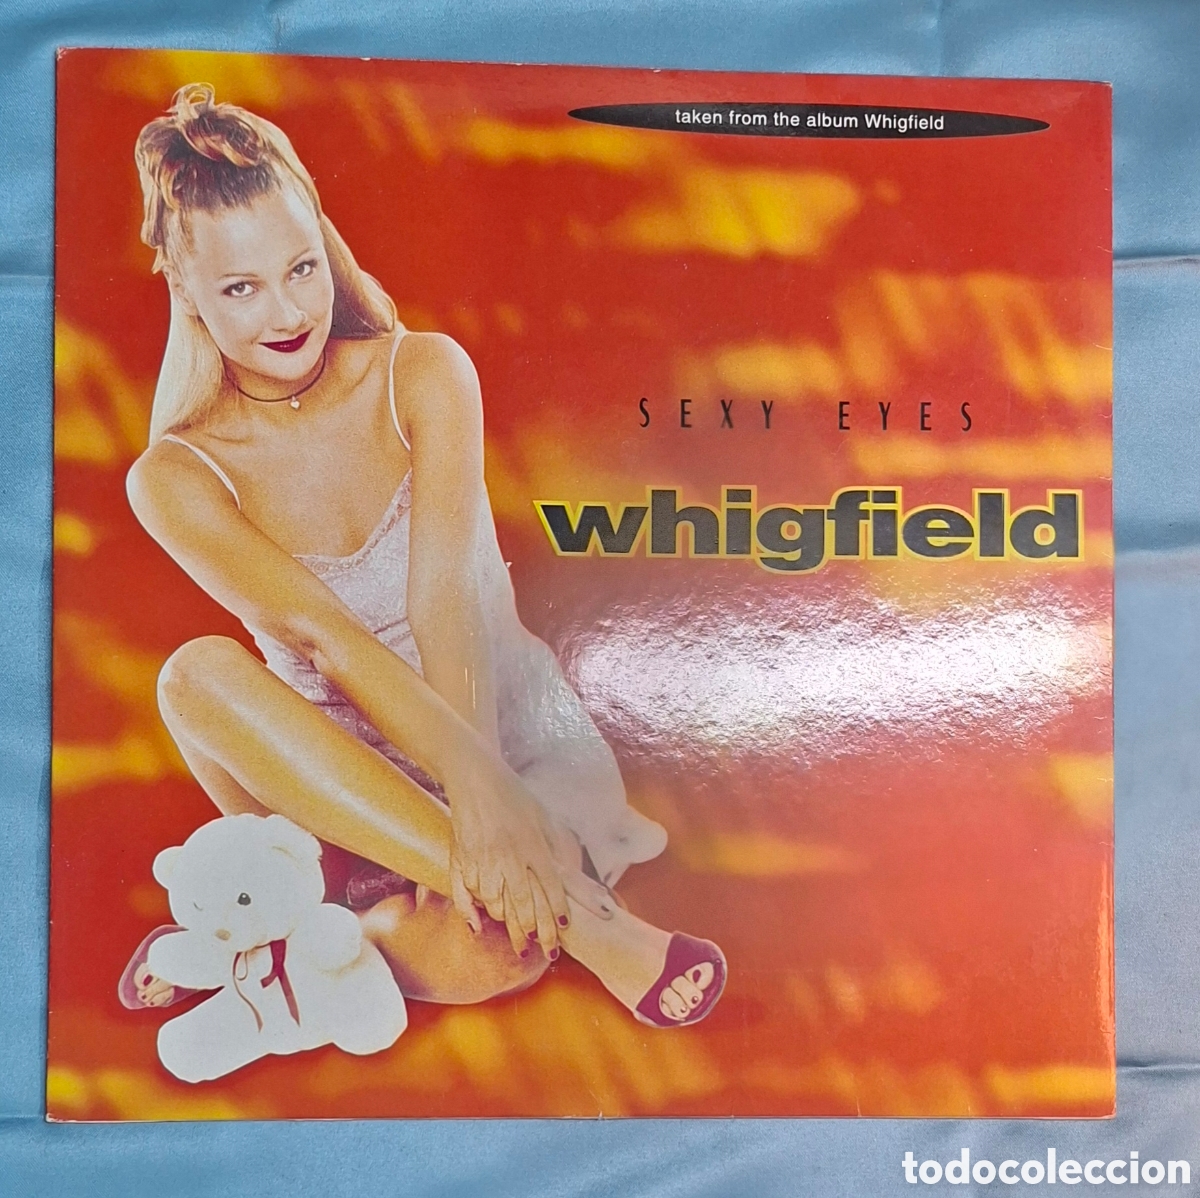 taken from the album Whigfield
SEXY EYES
whigfield
todocoleccion